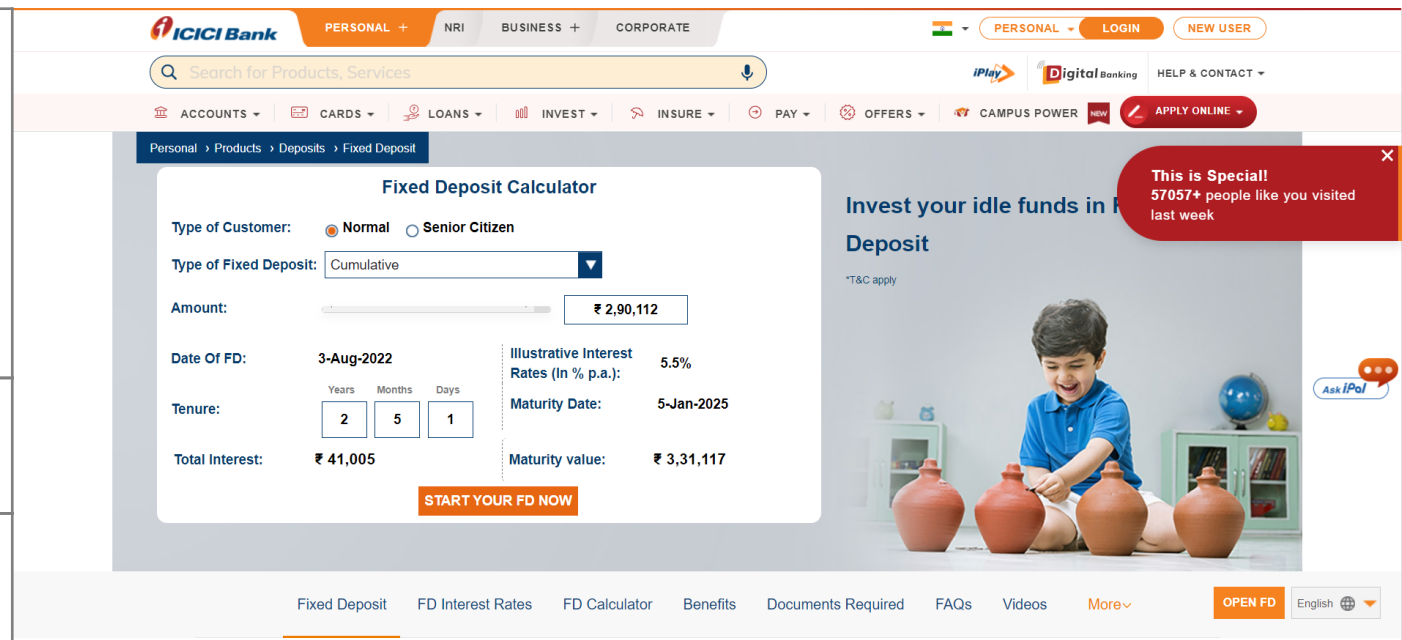 ICICI Bank PERSONAL + NRI BUSINESS + CORPORATE PERSONAL LOGIN NEW USER
Search for Products, Services iPlay Digital Banking HELP & CONTACT
ACCOUNTS CARDS LOANS INVEST INSURE PAY OFFERS CAMPUS POWER NEW APPLY ONLINE
Personal › Products › Deposits › Fixed Deposit
This is Special!
57057+ people like you visited
last week
Fixed Deposit Calculator
Type of Customer: Normal Senior Citizen
Type of Fixed Deposit: Cumulative
Amount: ₹ 2,90,112
Date Of FD: 3-Aug-2022
Illustrative Interest
Rates (In % p.a.): 5.5%
Years Months Days
Tenure: 2 5 1
Maturity Date: 5-Jan-2025
Total Interest: ₹ 41,005 Maturity value: ₹ 3,31,117
START YOUR FD NOW
Invest your idle funds in
Deposit
*T&C apply
Ask iPal
Fixed Deposit FD Interest Rates FD Calculator Benefits Documents Required FAQs Videos More OPEN FD English